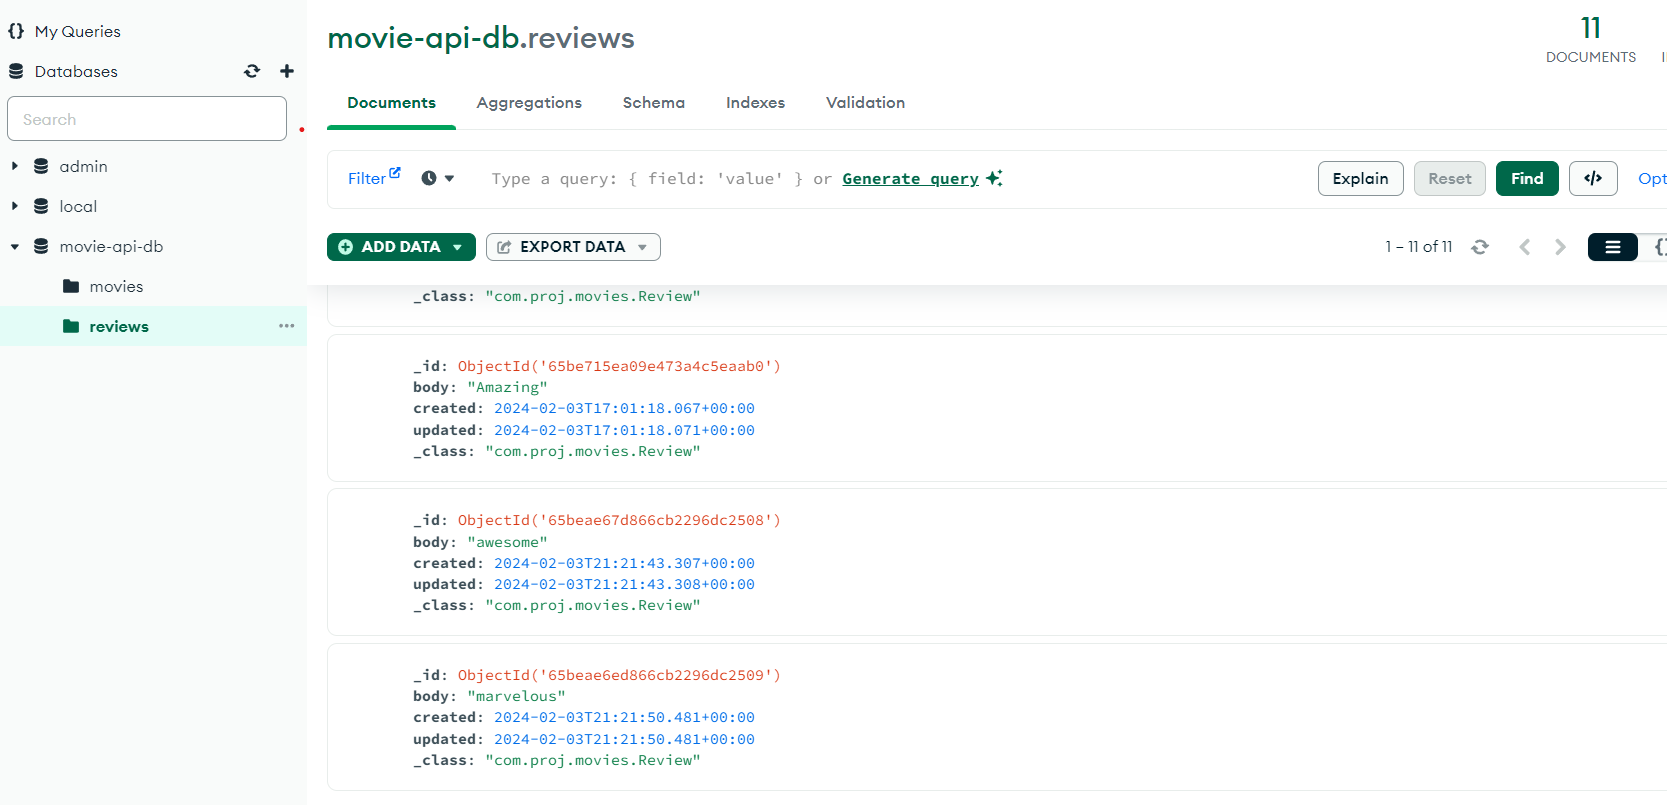 My Queries
Databases
Search
admin
local
movie-api-db
movies
reviews
movie-api-db.reviews
11
DOCUMENTS
Documents
Aggregations
Schema
Indexes
Validation
Filter
Type a query: { field: 'value' } or Generate query
Explain
Reset
Find
</>
Opt
ADD DATA
EXPORT DATA
1 – 11 of 11
_class: "com.proj.movies.Review"
_id: ObjectId('65be715ea09e473a4c5eaab0')
body: "Amazing"
created: 2024-02-03T17:01:18.067+00:00
updated: 2024-02-03T17:01:18.071+00:00
_class: "com.proj.movies.Review"
_id: ObjectId('65beae67d866cb2296dc2508')
body: "awesome"
created: 2024-02-03T21:21:43.307+00:00
updated: 2024-02-03T21:21:43.308+00:00
_class: "com.proj.movies.Review"
_id: ObjectId('65beae6ed866cb2296dc2509')
body: "marvelous"
created: 2024-02-03T21:21:50.481+00:00
updated: 2024-02-03T21:21:50.481+00:00
_class: "com.proj.movies.Review"